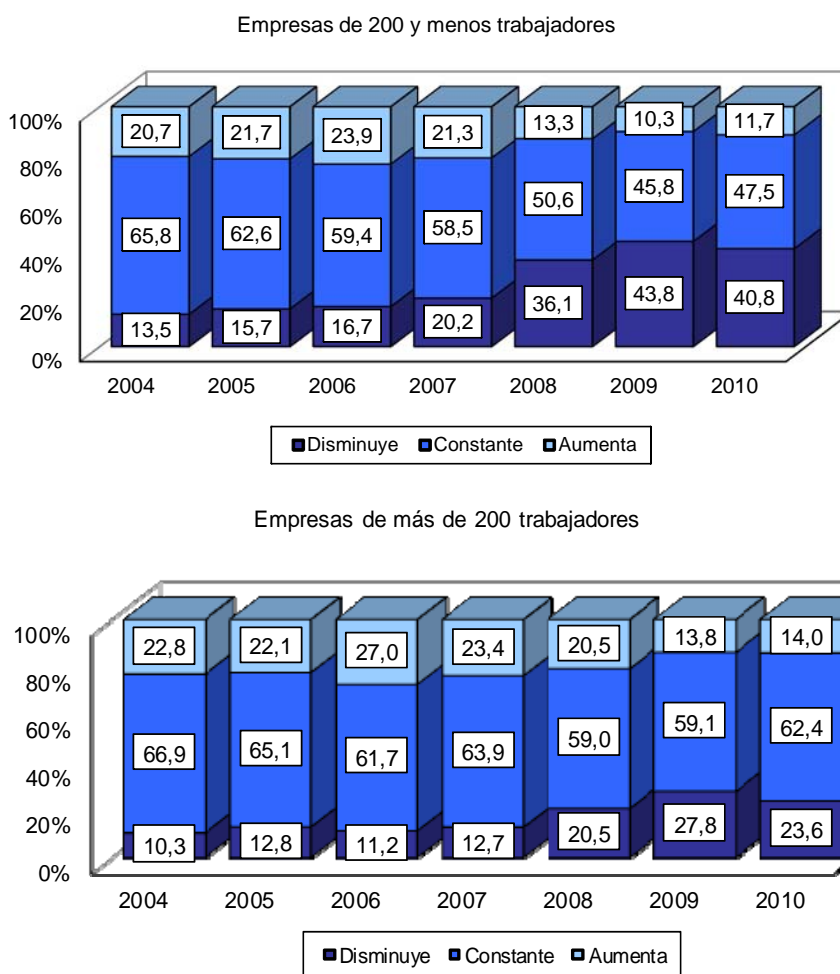 Empresas de 200 y menos trabajadores
100%
80%
60%
40%
20%
0%
20,7 21,7 23,9 21,3 13,3 10,3 11,7
65,8 62,6 59,4 58,5 50,6 45,8 47,5
13,5 15,7 16,7 20,2 36,1 43,8 40,8
2004 2005 2006 2007 2008 2009 2010
Disminuye Constante Aumenta
Empresas de más de 200 trabajadores
100%
80%
60%
40%
20%
0%
22,8 22,1 27,0 23,4 20,5 13,8 14,0
66,9 65,1 61,7 63,9 59,0 59,1 62,4
10,3 12,8 11,2 12,7 20,5 27,8 23,6
2004 2005 2006 2007 2008 2009 2010
Disminuye Constante Aumenta